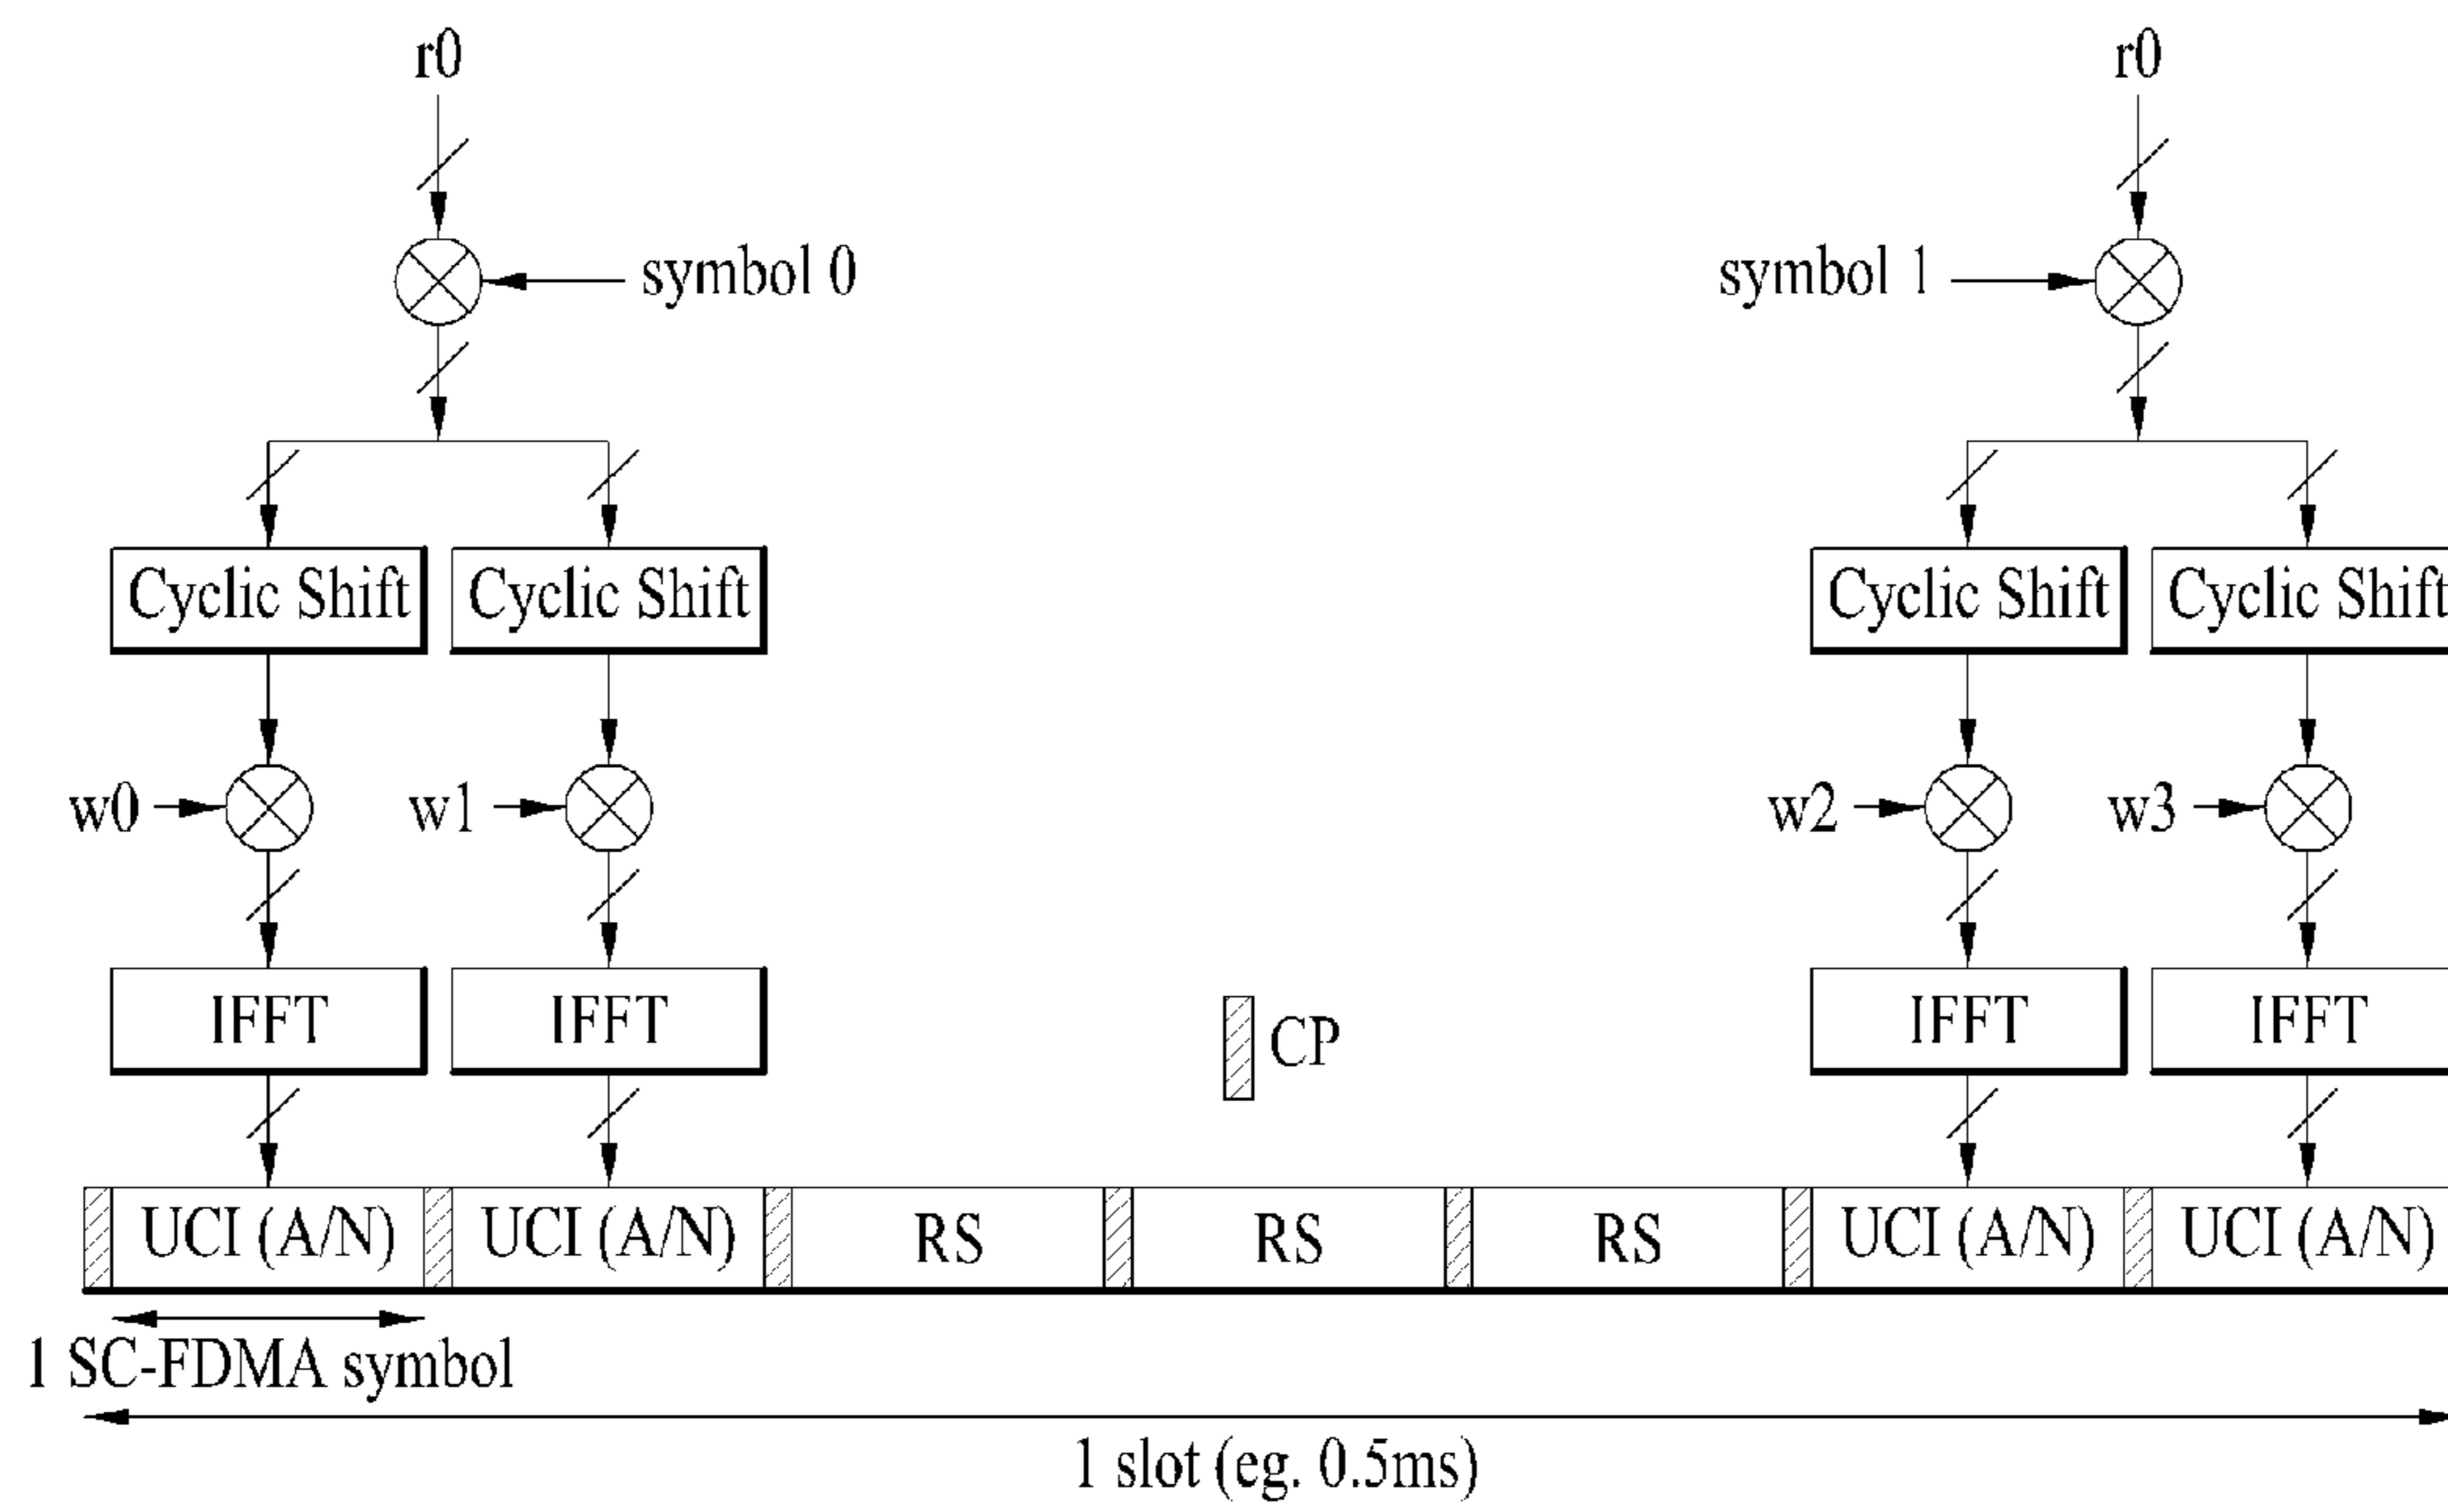 r0 r0
symbol 0 symbol 1
Cyclic Shift Cyclic Shift Cyclic Shift Cyclic Shift
w0 w1 w2 w3
IFFT IFFT CP IFFT IFFT
UCI (A/N) UCI (A/N) RS RS RS UCI (A/N) UCI (A/N)
1 SC-FDMA symbol
1 slot (eg. 0.5ms)